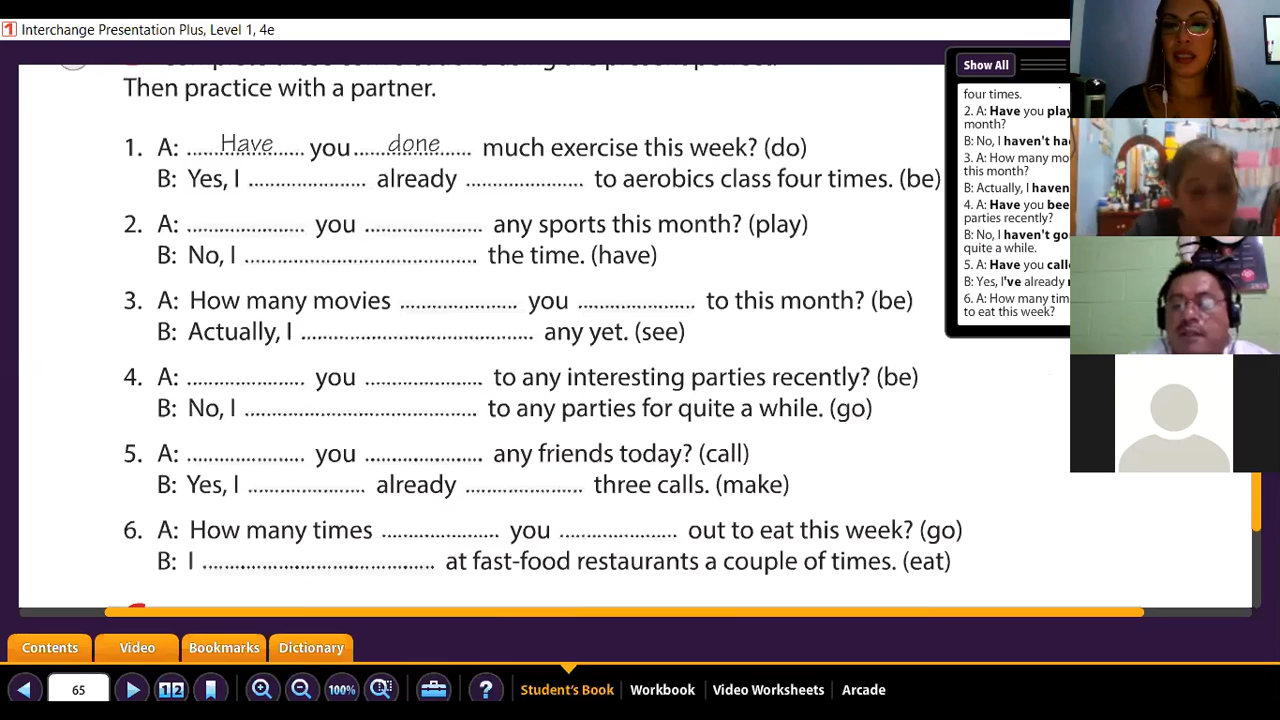 Interchange Presentation Plus, Level 1, 4e
Then practice with a partner.
1. A: Have you done much exercise this week? (do)
B: Yes, I .................... already .................... to aerobics class four times. (be)
2. A: .................... you .................... any sports this month? (play)
B: No, I ........................................ the time. (have)
3. A: How many movies .................... you .................... to this month? (be)
B: Actually, I ........................................ any yet. (see)
4. A: .................... you .................... to any interesting parties recently? (be)
B: No, I ........................................ to any parties for quite a while. (go)
5. A: .................... you .................... any friends today? (call)
B: Yes, I .................... already .................... three calls. (make)
6. A: How many times .................... you .................... out to eat this week? (go)
B: I ........................................ at fast-food restaurants a couple of times. (eat)
Show All
four times.
2. A: Have you play
month?
B: No, I haven't ha
3. A: How many mo
this month?
B: Actually, I haven
4. A: Have you bee
parties recently?
B: No, I haven't go
quite a while.
5. A: Have you calle
B: Yes, I've already
6. A: How many tim
to eat this week?
Contents Video Bookmarks Dictionary
65 1 2 100% ? Student's Book Workbook Video Worksheets Arcade